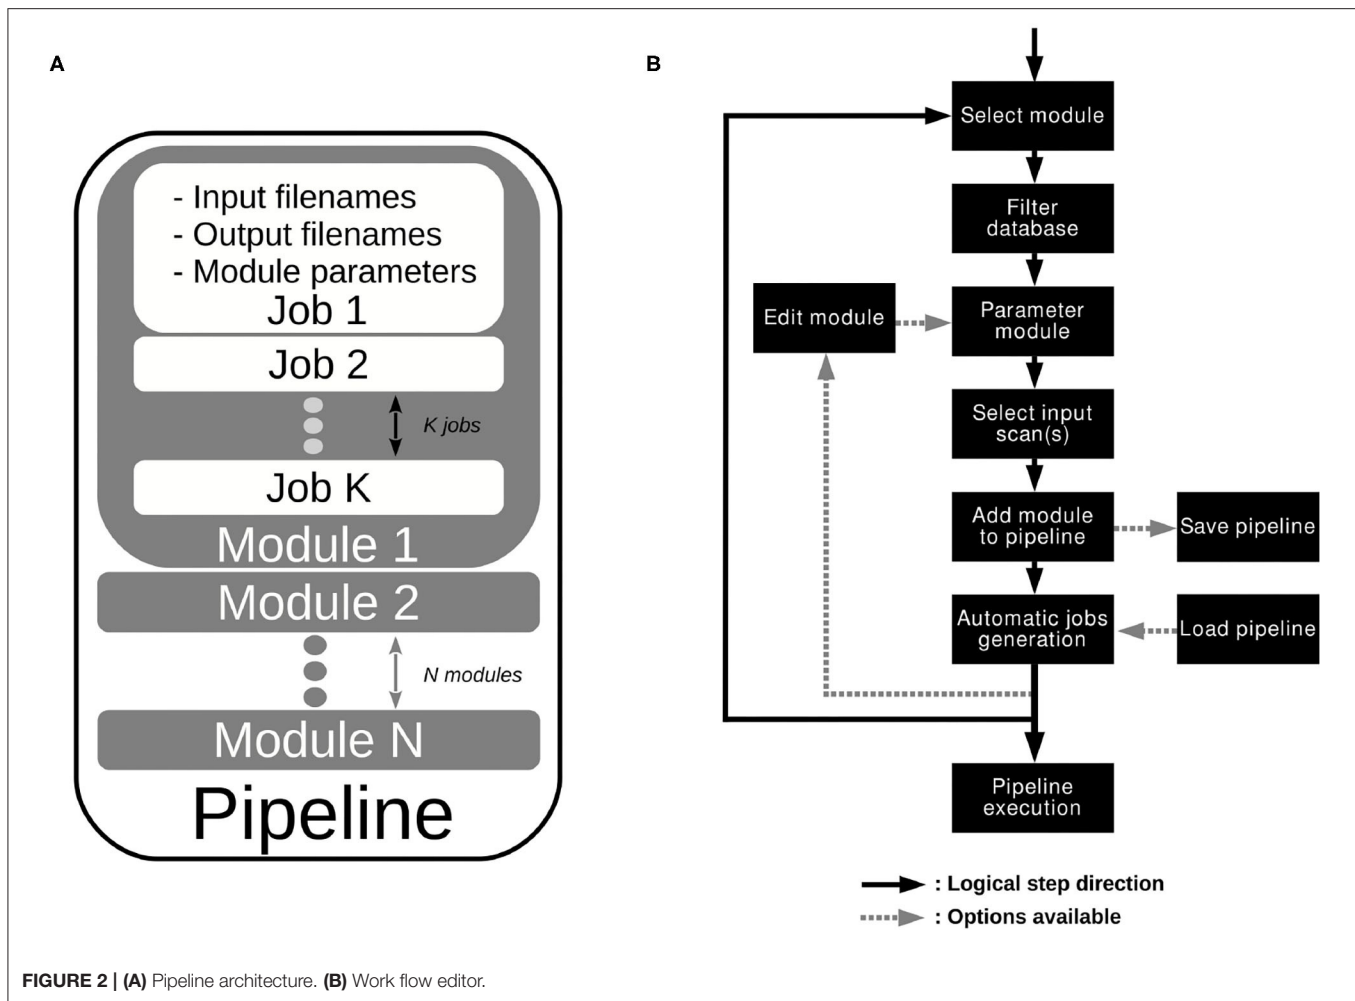 A
- Input filenames
- Output filenames
- Module parameters
Job 1
Job 2
K jobs
Job K
Module 1
Module 2
N modules
Module N
Pipeline
B
Select module
Filter
database
Edit module
Parameter
module
Select input
scan(s)
Add module
to pipeline
Save pipeline
Automatic jobs
generation
Load pipeline
Pipeline
execution
: Logical step direction
: Options available
FIGURE 2 | (A) Pipeline architecture. (B) Work flow editor.